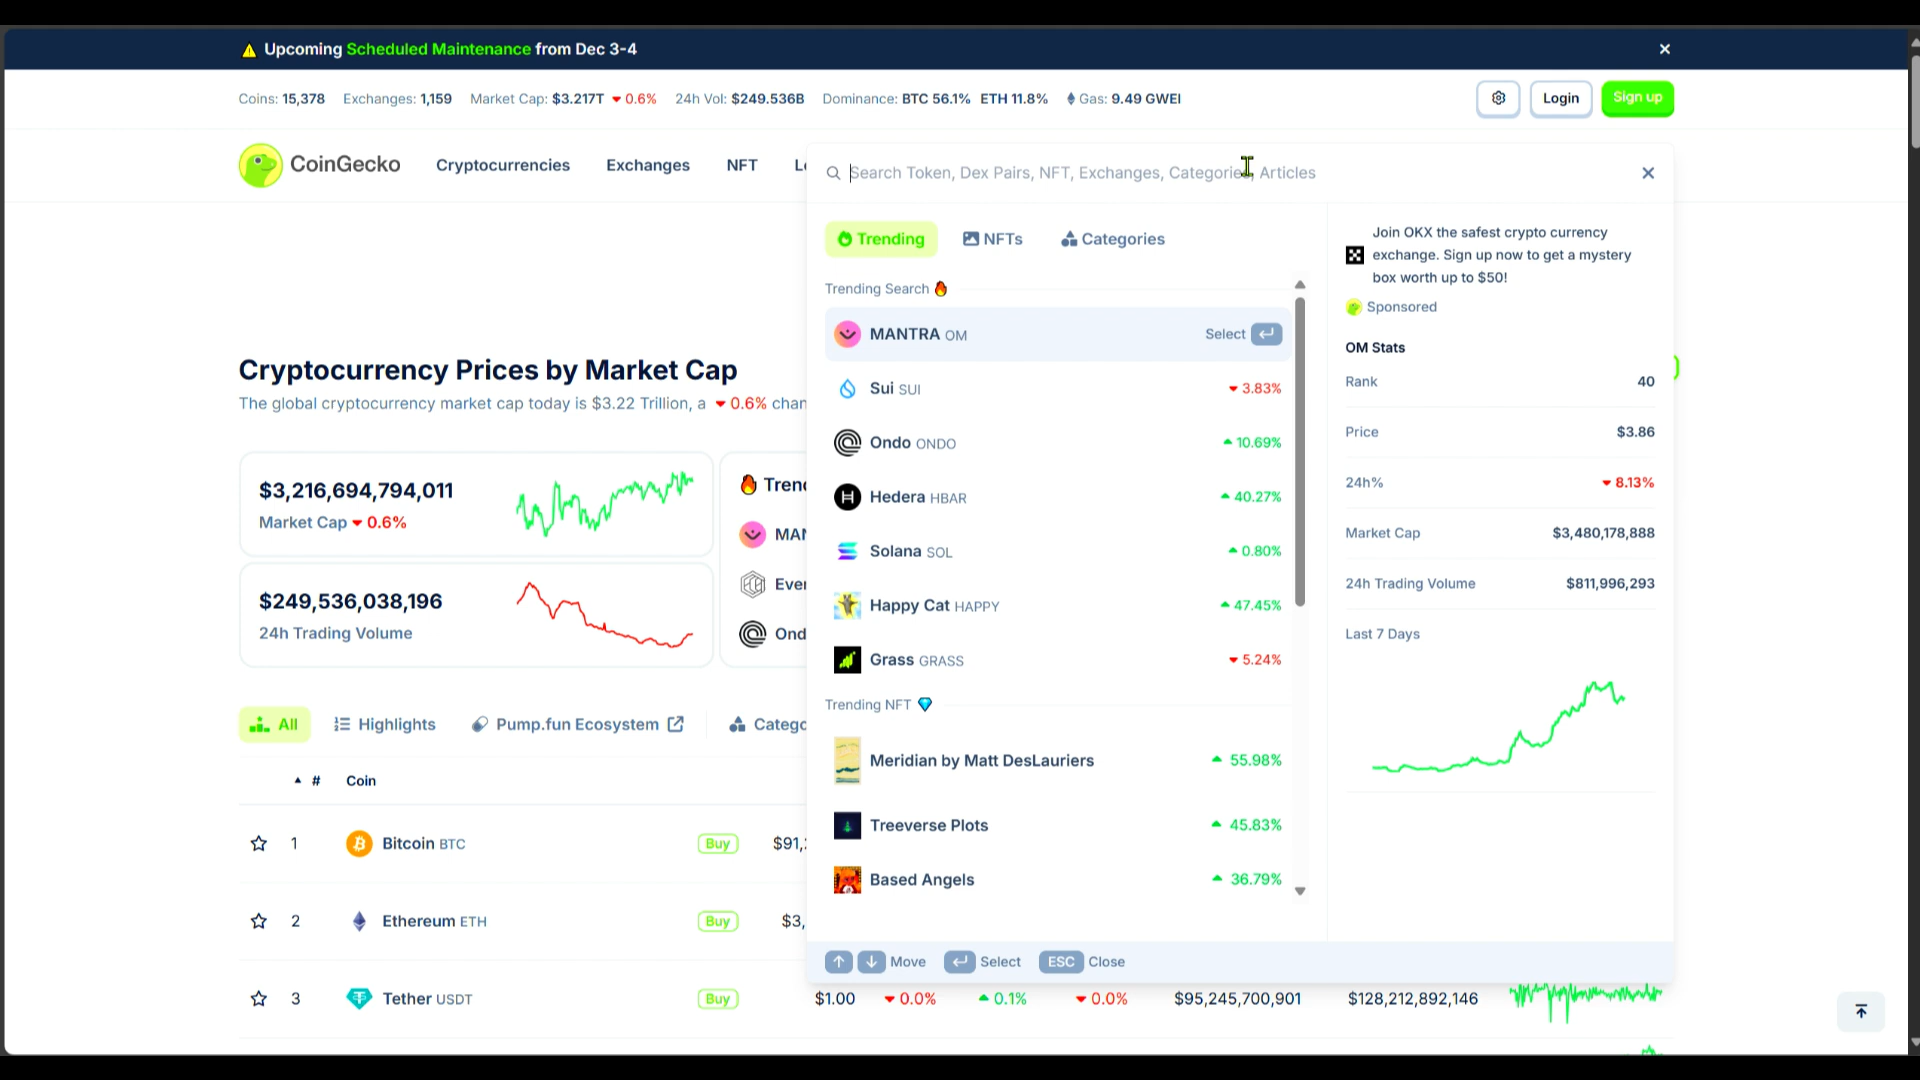 Upcoming Scheduled Maintenance from Dec 3-4
Coins: 15,378 Exchanges: 1,159 Market Cap: $3.217T 0.6% 24h Vol: $249.536B Dominance: BTC 56.1% ETH 11.8% Gas: 9.49 GWEI
Login
Sign up
CoinGecko
Cryptocurrencies
Exchanges
NFT
Search Token, Dex Pairs, NFT, Exchanges, Categories, Articles
Trending
NFTs
Categories
Trending Search
MANTRA OM
Select
Sui SUI
3.83%
Ondo ONDO
10.69%
Hedera HBAR
40.27%
Solana SOL
0.80%
Happy Cat HAPPY
47.45%
Grass GRASS
5.24%
Trending NFT
Meridian by Matt DesLauriers
55.98%
Treeverse Plots
45.83%
Based Angels
36.79%
Move
Select
ESC Close
Join OKX the safest crypto currency
exchange. Sign up now to get a mystery
box worth up to $50!
Sponsored
OM Stats
Rank 40
Price $3.86
24h% 8.13%
Market Cap $3,480,178,888
24h Trading Volume $811,996,293
Last 7 Days
Cryptocurrency Prices by Market Cap
The global cryptocurrency market cap today is $3.22 Trillion, a 0.6% chan
$3,216,694,794,011
Market Cap 0.6%
$249,536,038,196
24h Trading Volume
Tren
MAN
Ever
Ond
All
Highlights
Pump.fun Ecosystem
Catego
# Coin
1 Bitcoin BTC Buy $91,
2 Ethereum ETH Buy $3,
3 Tether USDT Buy $1.00 0.0% 0.1% 0.0% $95,245,700,901 $128,212,892,146